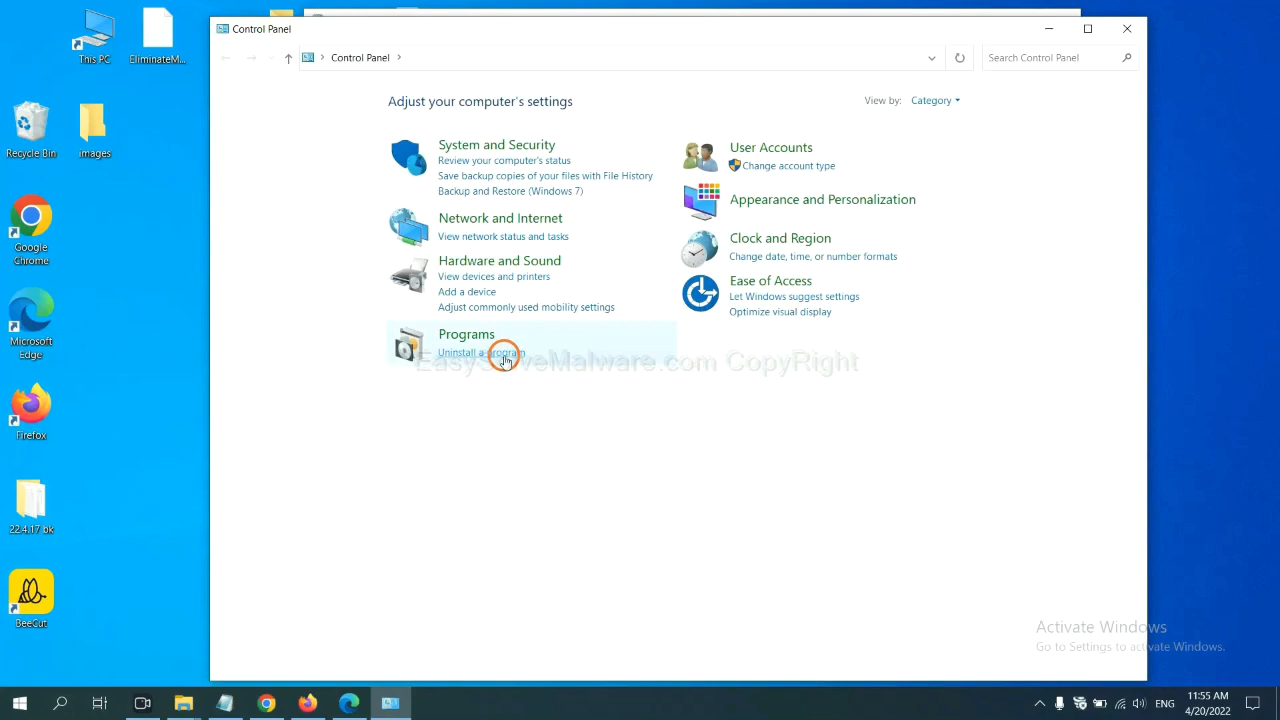 This PC
EliminateM...
Recycle Bin
images
Google
Chrome
Microsoft
Edge
Firefox
22.4.17 bk
BeeCut
Control Panel
Control Panel
Search Control Panel
Adjust your computer's settings
View by: Category
System and Security
Review your computer's status
Save backup copies of your files with File History
Backup and Restore (Windows 7)
Network and Internet
View network status and tasks
Hardware and Sound
View devices and printers
Add a device
Adjust commonly used mobility settings
Programs
Uninstall a program
User Accounts
Change account type
Appearance and Personalization
Clock and Region
Change date, time, or number formats
Ease of Access
Let Windows suggest settings
Optimize visual display
EasySolveMalware.com CopyRight
Activate Windows
Go to Settings to activate Windows.
ENG
11:55 AM
4/20/2022